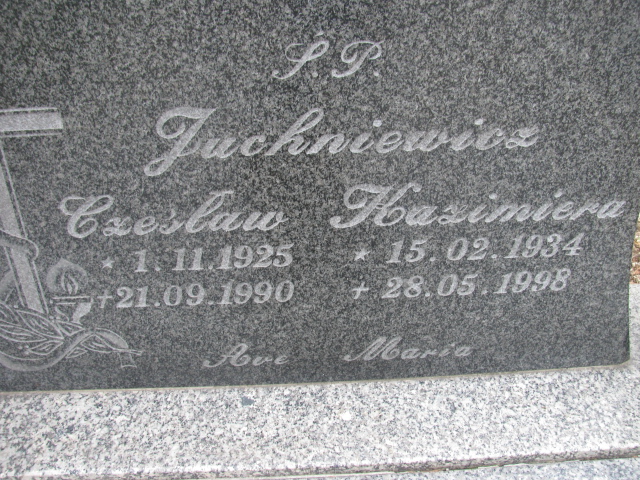 Ś.P.
Juchniewicz
Czesław Kazimiera
* 1.11.1925 * 15.02.1934
+21.09.1990 + 28.05.1998
Ave Maria